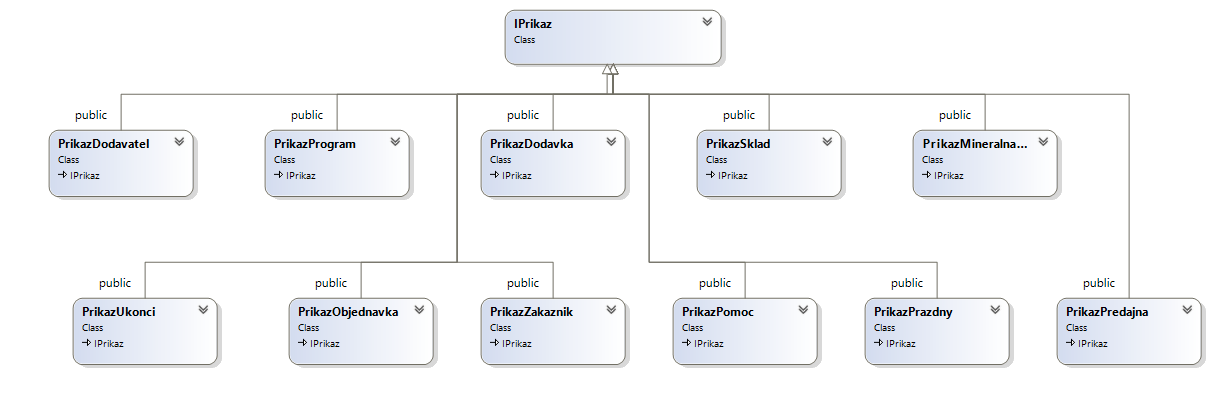 IPrikaz
Class
public
public
public
public
public
PrikazDodavatel
Class
IPrikaz
PrikazProgram
Class
IPrikaz
PrikazDodavka
Class
IPrikaz
PrikazSklad
Class
IPrikaz
PrikazMineralna...
Class
IPrikaz
public
public
public
public
public
public
PrikazUkonci
Class
IPrikaz
PrikazObjednavka
Class
IPrikaz
PrikazZakaznik
Class
IPrikaz
PrikazPomoc
Class
IPrikaz
PrikazPrazdny
Class
IPrikaz
PrikazPredajna
Class
IPrikaz